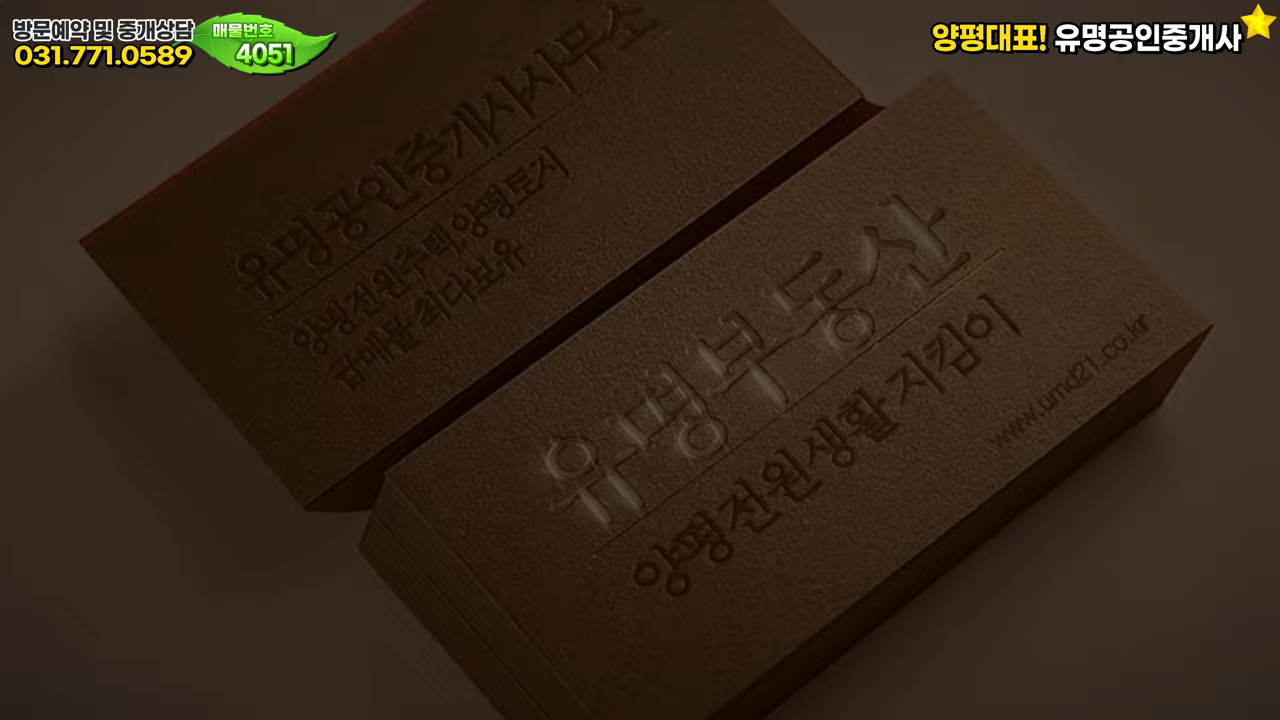 방문예약 및 중개상담
031.771.0589
매물번호
4051
양평대표! 유명공인중개사
유명공인중개사사무소
양평전원주택,양평토지
급매물 최다보유
유명부동산
양평전원생활 지킴이
www.umd21.co.kr